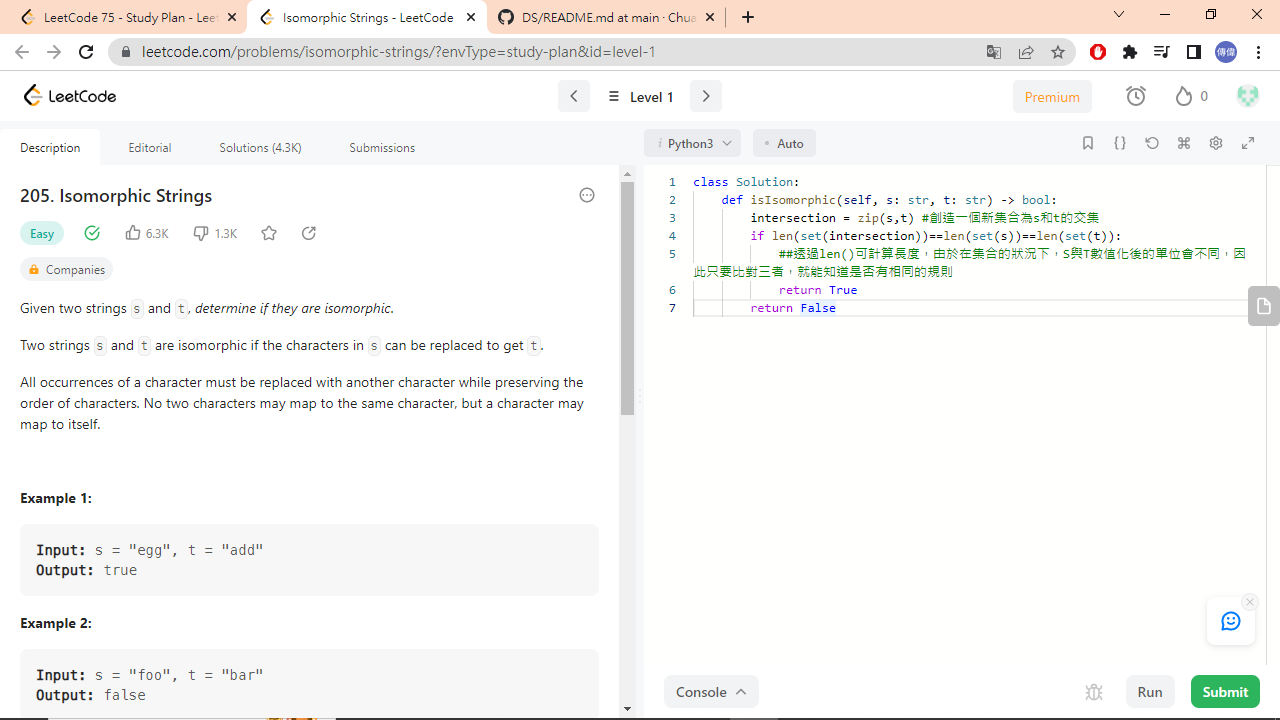 LeetCode 75 - Study Plan - Leet
Isomorphic Strings - LeetCode
DS/README.md at main · Chua
leetcode.com/problems/isomorphic-strings/?envType=study-plan&id=level-1
傳偉
LeetCode
Level 1
Premium
0
Description
Editorial
Solutions (4.3K)
Submissions
i Python3
• Auto
205. Isomorphic Strings
Easy
6.3K
1.3K
Companies
Given two strings s and t, determine if they are isomorphic.
Two strings s and t are isomorphic if the characters in s can be replaced to get t.
All occurrences of a character must be replaced with another character while preserving the
order of characters. No two characters may map to the same character, but a character may
map to itself.
Example 1:
Input: s = "egg", t = "add"
Output: true
Example 2:
Input: s = "foo", t = "bar"
Output: false
1 class Solution:
2 def isIsomorphic(self, s: str, t: str) -> bool:
3 intersection = zip(s,t) #創造一個新集合為s和t的交集
4 if len(set(intersection))==len(set(s))==len(set(t)):
5 ##透過len()可計算長度，由於在集合的狀況下，S與T數值化後的單位會不同，因
此只要比對三者，就能知道是否有相同的規則
6 return True
7 return False
Console
Run
Submit